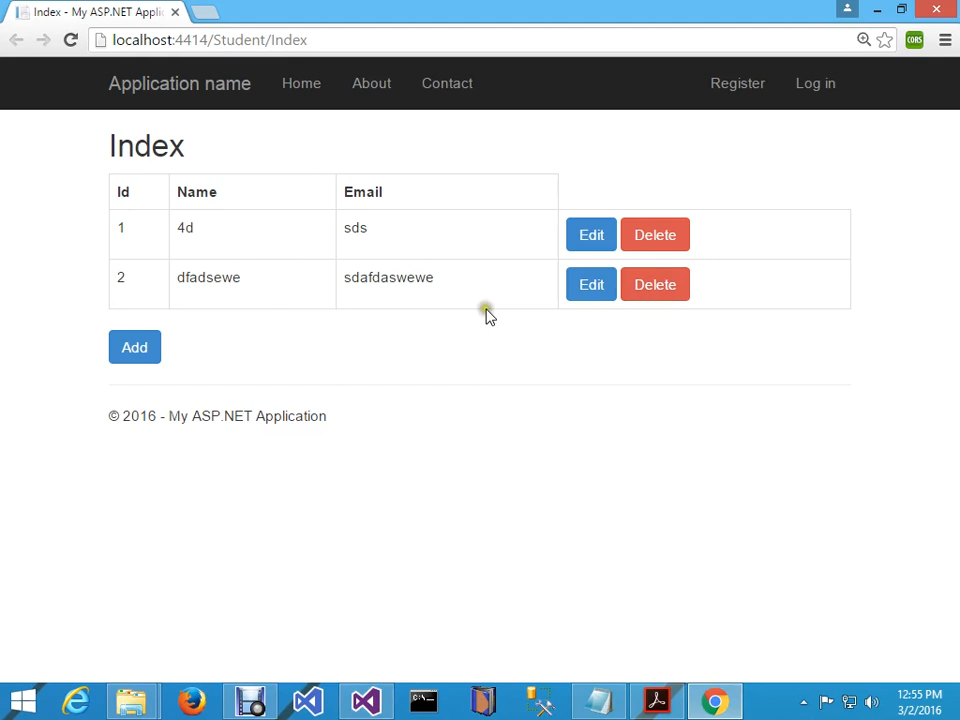 Index - My ASP.NET Applic
localhost:4414/Student/Index
CORS
Application name Home About Contact Register Log in
Index
Id Name Email
1 4d sds Edit Delete
2 dfadsewe sdafdaswewe Edit Delete
Add
© 2016 - My ASP.NET Application
C:\
12:55 PM
3/2/2016